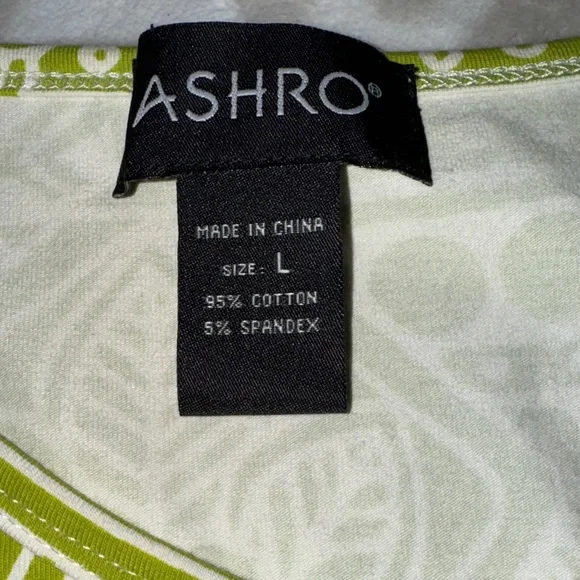 ASHRO®
MADE IN CHINA
SIZE: L
95% COTTON
5% SPANDEX